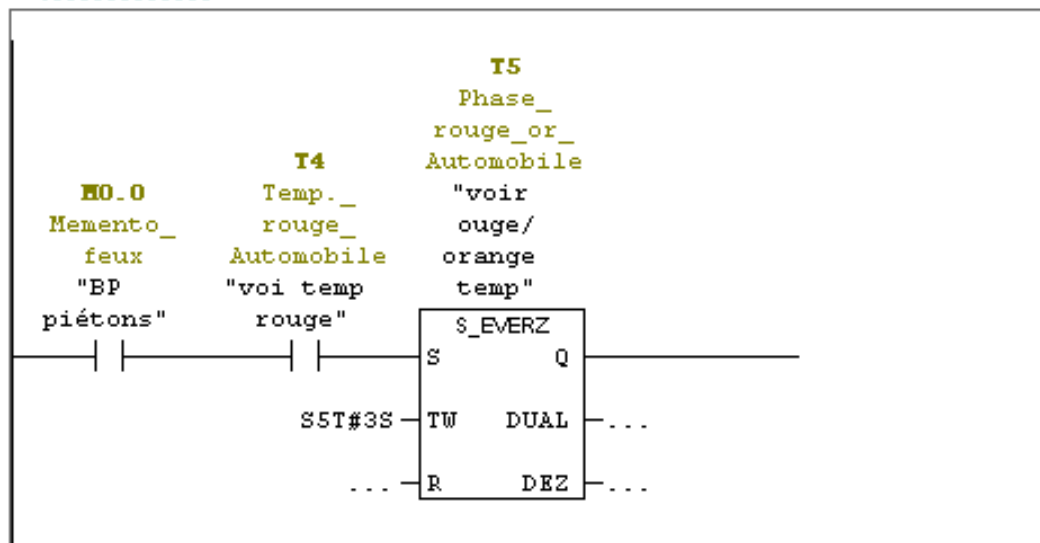 T5
Phase_
rouge_or_
Automobile
"voir
ouge/
orange
temp"
T4
Temp._
rouge_
Automobile
"voi temp
rouge"
M0.0
Memento_
feux
"BP
piétons"
S_EVERZ
S Q
S5T#3S TW DUAL ...
... R DEZ ...